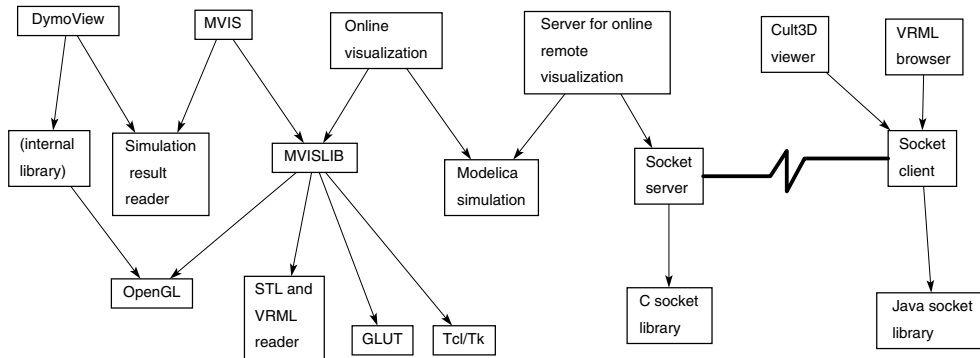 DymoView
MVIS
Online
visualization
Server for online
remote
visualization
Cult3D
viewer
VRML
browser
(internal
library)
Simulation
result
reader
MVISLIB
Modelica
simulation
Socket
server
Socket
client
OpenGL
STL and
VRML
reader
GLUT
Tcl/Tk
C socket
library
Java socket
library